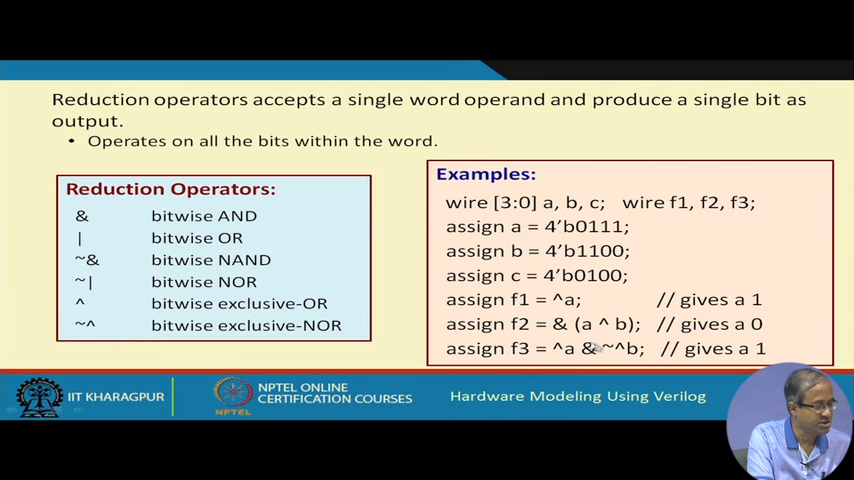 Reduction operators accepts a single word operand and produce a single bit as
output.
• Operates on all the bits within the word.
Reduction Operators:
& bitwise AND
| bitwise OR
~& bitwise NAND
~| bitwise NOR
^ bitwise exclusive-OR
~^ bitwise exclusive-NOR
Examples:
wire [3:0] a, b, c; wire f1, f2, f3;
assign a = 4’b0111;
assign b = 4’b1100;
assign c = 4’b0100;
assign f1 = ^a; // gives a 1
assign f2 = & (a ^ b); // gives a 0
assign f3 = ^a & ~^b; // gives a 1
IIT KHARAGPUR
NPTEL
NPTEL ONLINE
CERTIFICATION COURSES
Hardware Modeling Using Verilog